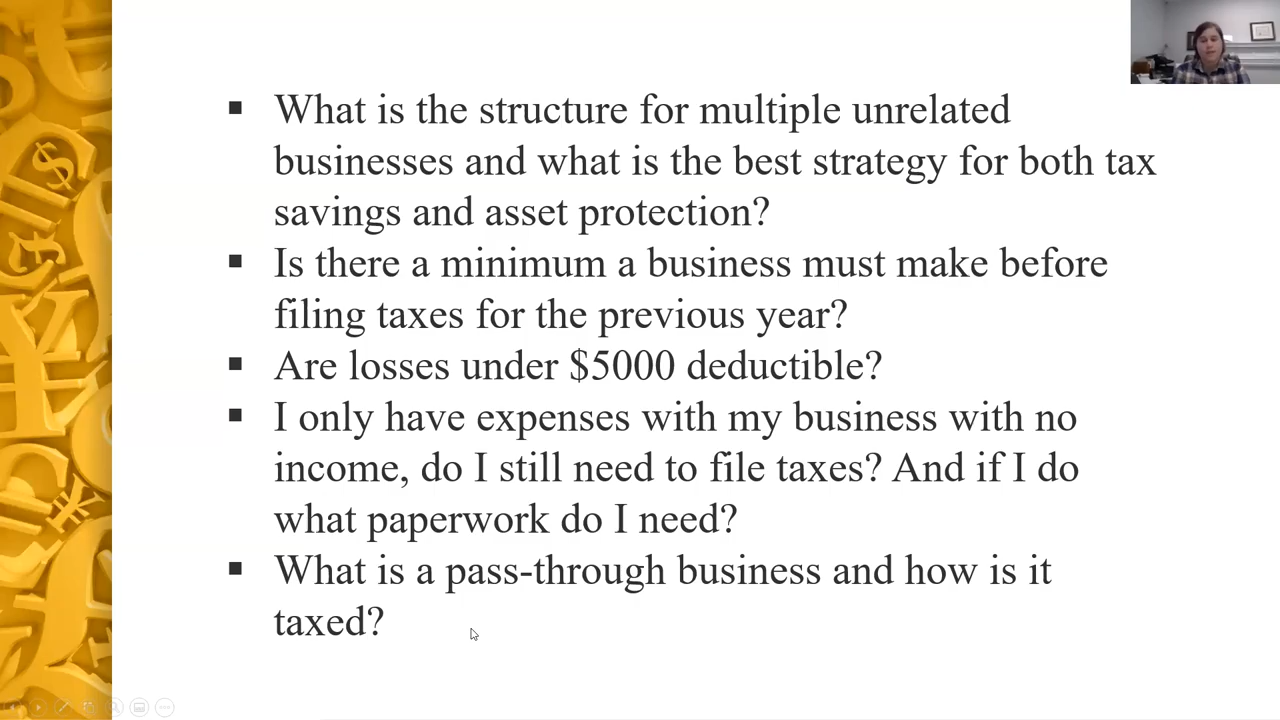 ▪ What is the structure for multiple unrelated
businesses and what is the best strategy for both tax
savings and asset protection?
▪ Is there a minimum a business must make before
filing taxes for the previous year?
▪ Are losses under $5000 deductible?
▪ I only have expenses with my business with no
income, do I still need to file taxes? And if I do
what paperwork do I need?
▪ What is a pass-through business and how is it
taxed?